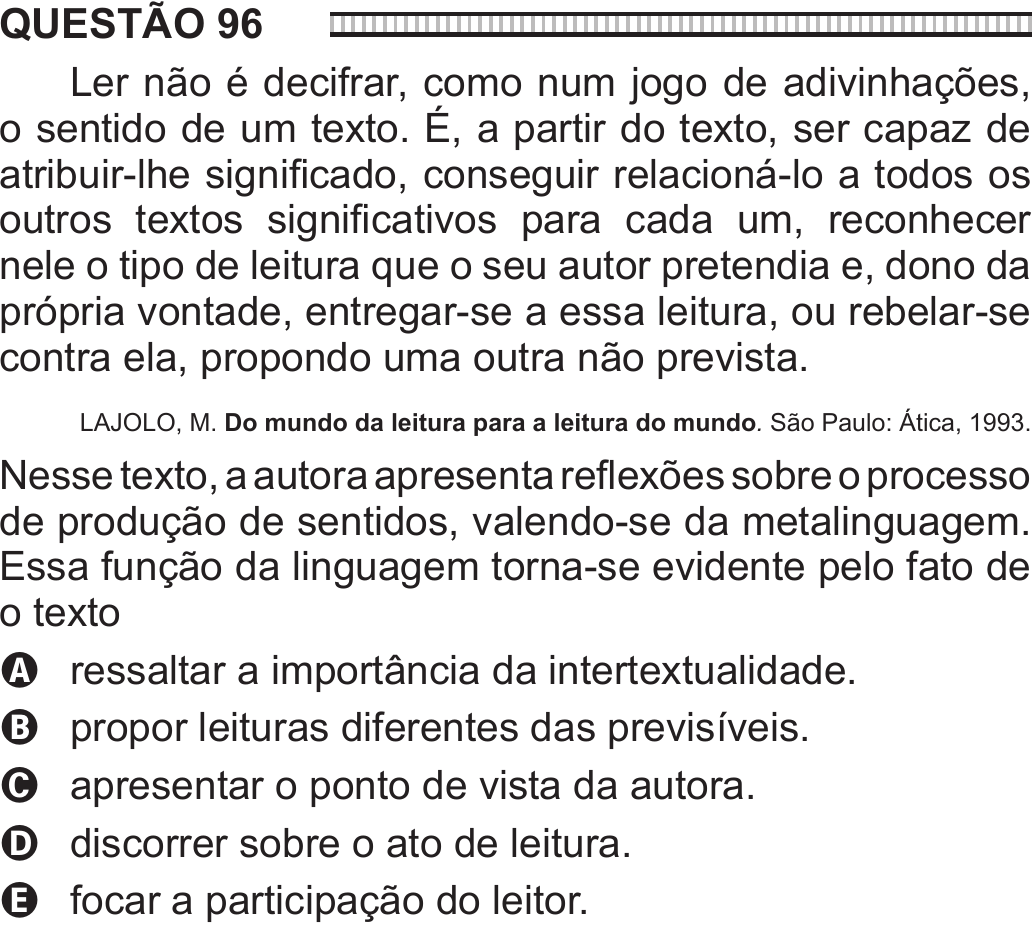 QUESTÃO 96
Ler não é decifrar, como num jogo de adivinhações,
o sentido de um texto. É, a partir do texto, ser capaz de
atribuir-lhe significado, conseguir relacioná-lo a todos os
outros textos significativos para cada um, reconhecer
nele o tipo de leitura que o seu autor pretendia e, dono da
própria vontade, entregar-se a essa leitura, ou rebelar-se
contra ela, propondo uma outra não prevista.
LAJOLO, M. Do mundo da leitura para a leitura do mundo. São Paulo: Ática, 1993.
Nesse texto, a autora apresenta reflexões sobre o processo
de produção de sentidos, valendo-se da metalinguagem.
Essa função da linguagem torna-se evidente pelo fato de
o texto
A ressaltar a importância da intertextualidade.
B propor leituras diferentes das previsíveis.
C apresentar o ponto de vista da autora.
D discorrer sobre o ato de leitura.
E focar a participação do leitor.